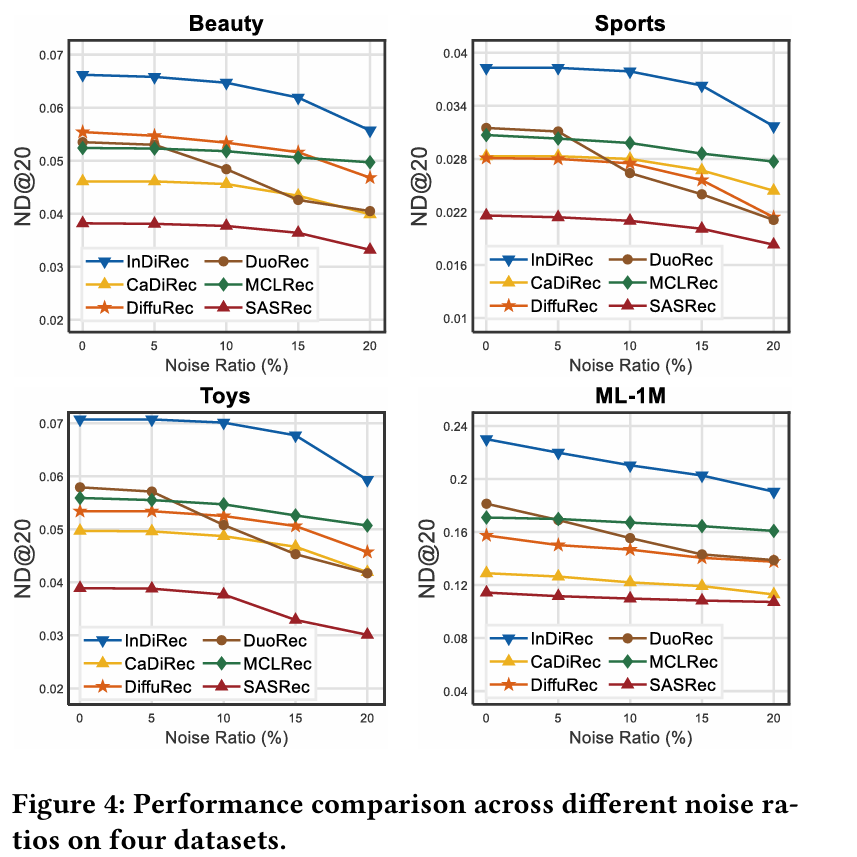 Beauty
ND@20
0.07
0.06
0.05
0.04
0.03
0.02
InDiRec DuoRec
CaDiRec MCLRec
DiffuRec SASRec
0 5 10 15 20
Noise Ratio (%)
Sports
ND@20
0.04
0.034
0.028
0.022
0.016
0.01
InDiRec DuoRec
CaDiRec MCLRec
DiffuRec SASRec
0 5 10 15 20
Noise Ratio (%)
Toys
ND@20
0.07
0.06
0.05
0.04
0.03
0.02
InDiRec DuoRec
CaDiRec MCLRec
DiffuRec SASRec
0 5 10 15 20
Noise Ratio (%)
ML-1M
ND@20
0.24
0.2
0.16
0.12
0.08
0.04
InDiRec DuoRec
CaDiRec MCLRec
DiffuRec SASRec
0 5 10 15 20
Noise Ratio (%)
Figure 4: Performance comparison across different noise ra-
tios on four datasets.